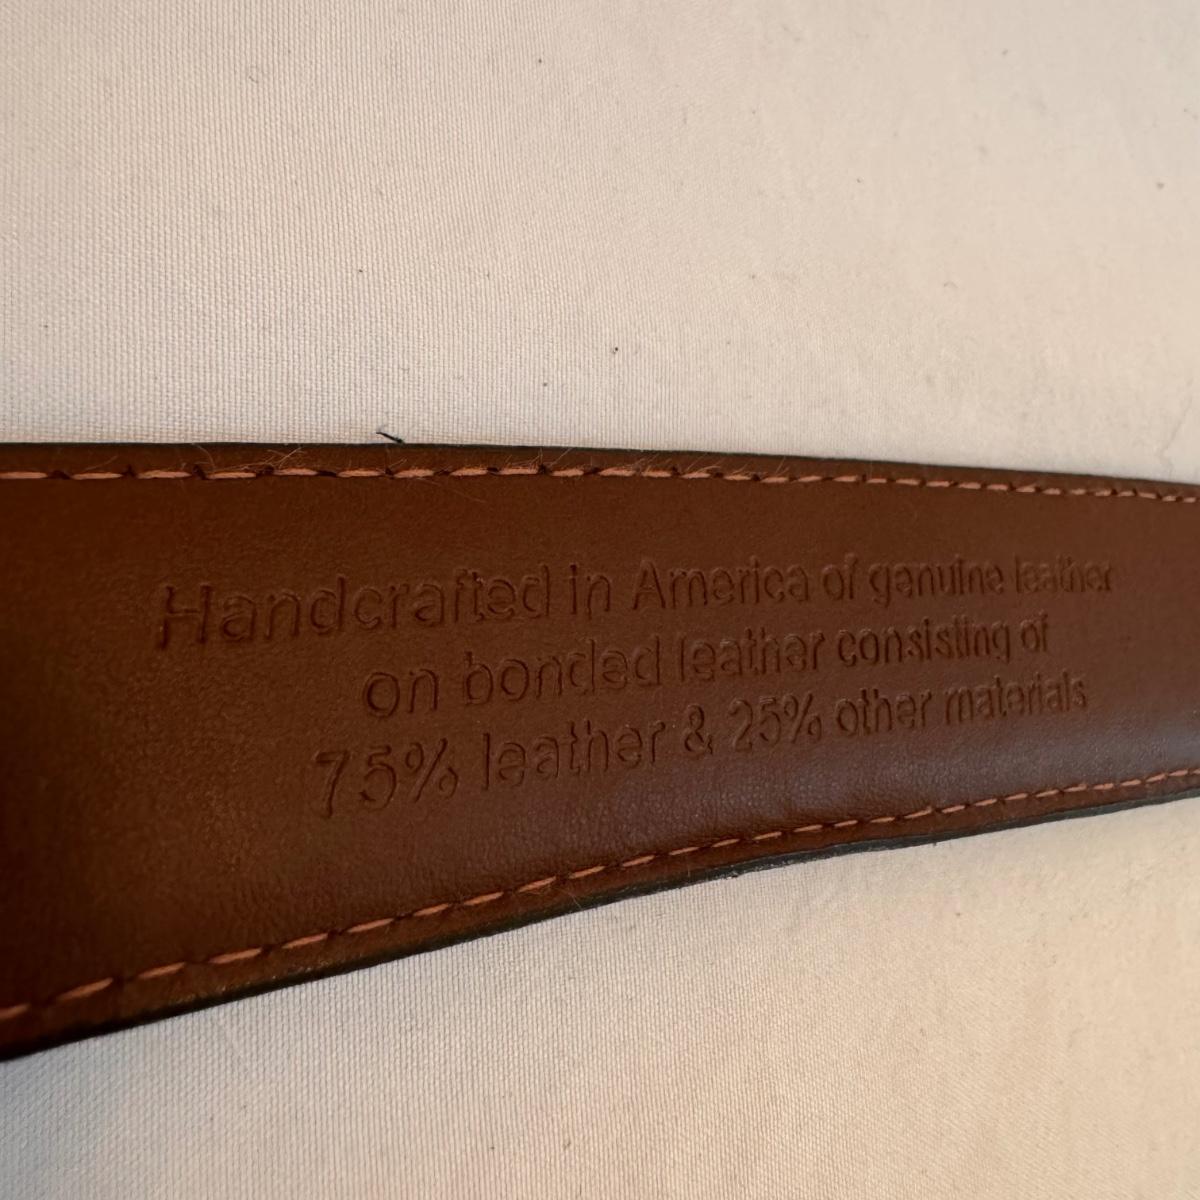 Handcrafted in America of genuine leather
on bonded leather consisting of
75% leather & 25% other materials